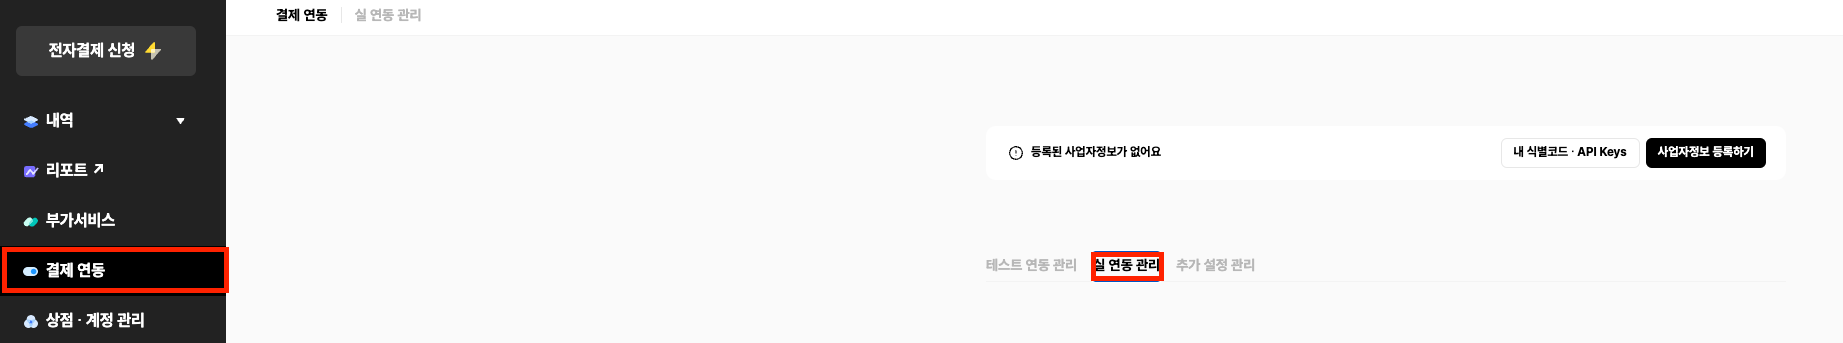 결제 연동 실 연동 관리
전자결제 신청
내역
리포트
부가서비스
결제 연동
상점 · 계정 관리
등록된 사업자정보가 없어요
내 식별코드 · API Keys
사업자정보 등록하기
테스트 연동 관리 실 연동 관리 추가 설정 관리